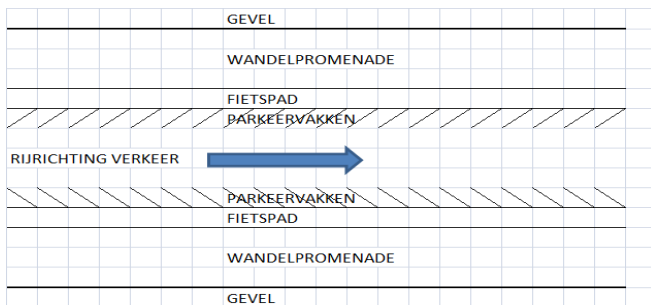 GEVEL
WANDELPROMENADE
FIETSPAD
PARKEERVAKKEN
RIJRICHTING VERKEER
PARKEERVAKKEN
FIETSPAD
WANDELPROMENADE
GEVEL